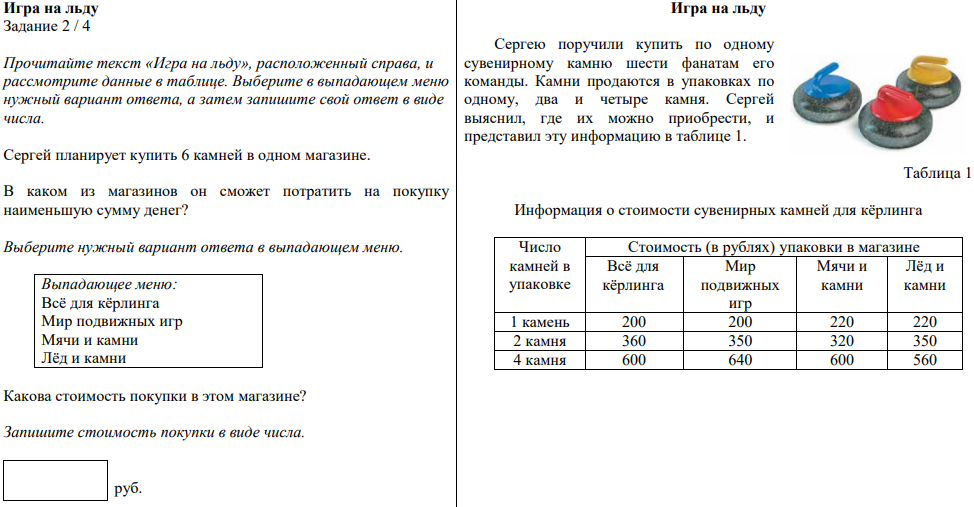 Игра на льду
Задание 2 / 4
Прочитайте текст «Игра на льду», расположенный справа, и
рассмотрите данные в таблице. Выберите в выпадающем меню
нужный вариант ответа, а затем запишите свой ответ в виде
числа.
Сергей планирует купить 6 камней в одном магазине.
В каком из магазинов он сможет потратить на покупку
наименьшую сумму денег?
Выберите нужный вариант ответа в выпадающем меню.
Выпадающее меню:
Всё для кёрлинга
Мир подвижных игр
Мячи и камни
Лёд и камни
Какова стоимость покупки в этом магазине?
Запишите стоимость покупки в виде числа.
руб.
Игра на льду
Сергею поручили купить по одному
сувенирному камню шести фанатам его
команды. Камни продаются в упаковках по
одному, два и четыре камня. Сергей
выяснил, где их можно приобрести, и
представил эту информацию в таблице 1.
Таблица 1
Информация о стоимости сувенирных камней для кёрлинга
Число камней в упаковке Стоимость (в рублях) упаковки в магазине
Всё для кёрлинга Мир подвижных игр Мячи и камни Лёд и камни
1 камень 200 200 220 220
2 камня 360 350 320 350
4 камня 600 640 600 560